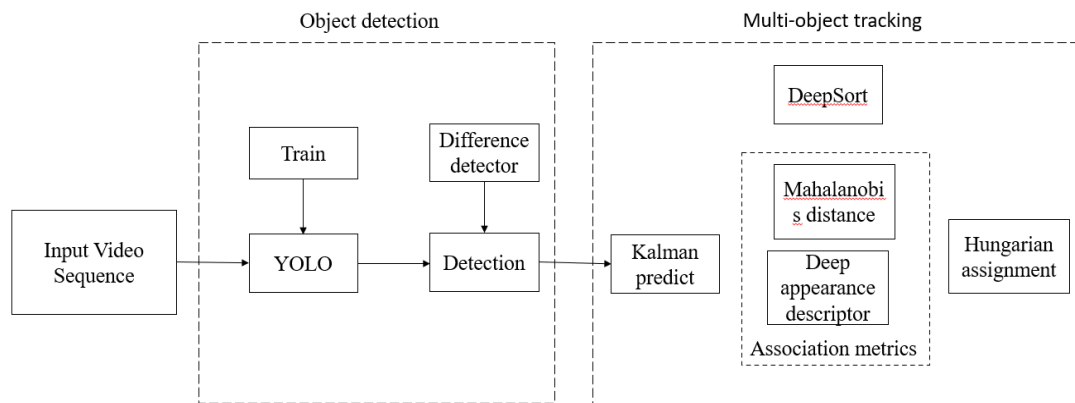 Object detection
Multi-object tracking
DeepSort
Train
Difference
detector
Mahalanobi
s distance
Input Video
Sequence
YOLO
Detection
Kalman
predict
Deep
appearance
descriptor
Hungarian
assignment
Association metrics